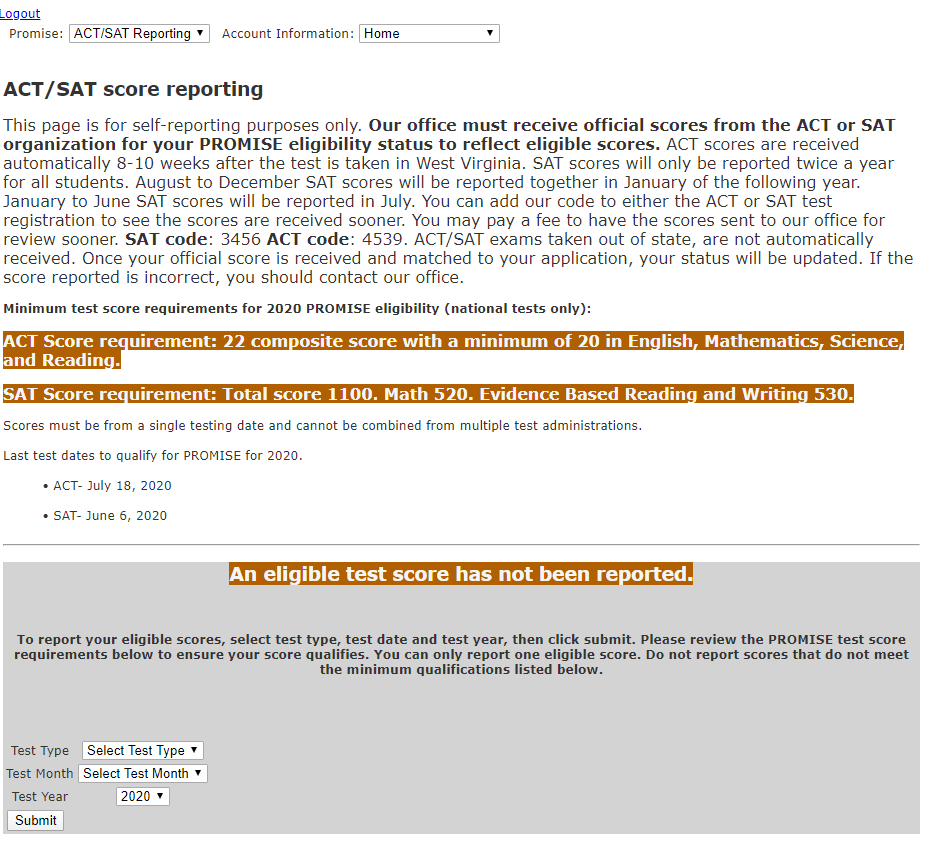 Logout
Promise: ACT/SAT Reporting ▼ Account Information: Home ▼
ACT/SAT score reporting
This page is for self-reporting purposes only. Our office must receive official scores from the ACT or SAT
organization for your PROMISE eligibility status to reflect eligible scores. ACT scores are received
automatically 8-10 weeks after the test is taken in West Virginia. SAT scores will only be reported twice a year
for all students. August to December SAT scores will be reported together in January of the following year.
January to June SAT scores will be reported in July. You can add our code to either the ACT or SAT test
registration to see the scores are received sooner. You may pay a fee to have the scores sent to our office for
review sooner. SAT code: 3456 ACT code: 4539. ACT/SAT exams taken out of state, are not automatically
received. Once your official score is received and matched to your application, your status will be updated. If the
score reported is incorrect, you should contact our office.
Minimum test score requirements for 2020 PROMISE eligibility (national tests only):
ACT Score requirement: 22 composite score with a minimum of 20 in English, Mathematics, Science,
and Reading.
SAT Score requirement: Total score 1100. Math 520. Evidence Based Reading and Writing 530.
Scores must be from a single testing date and cannot be combined from multiple test administrations.
Last test dates to qualify for PROMISE for 2020.
• ACT- July 18, 2020
• SAT- June 6, 2020
An eligible test score has not been reported.
To report your eligible scores, select test type, test date and test year, then click submit. Please review the PROMISE test score
requirements below to ensure your score qualifies. You can only report one eligible score. Do not report scores that do not meet
the minimum qualifications listed below.
Test Type Select Test Type ▼
Test Month Select Test Month ▼
Test Year 2020 ▼
Submit